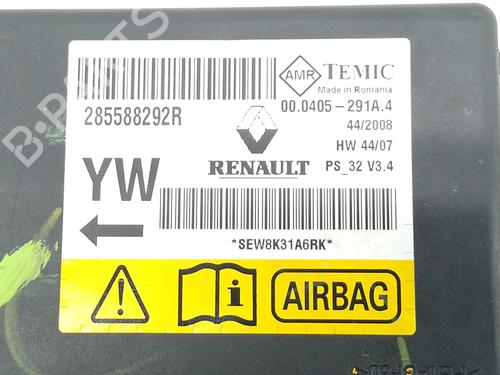 AMR TEMIC
Made in Romania
285588292R
00.0405-291A.4
44/2008
HW 44/07
YW
RENAULT
PS_32 V3.4
*SEW8K31A6RK*
i
AIRBAG
B-PARTS